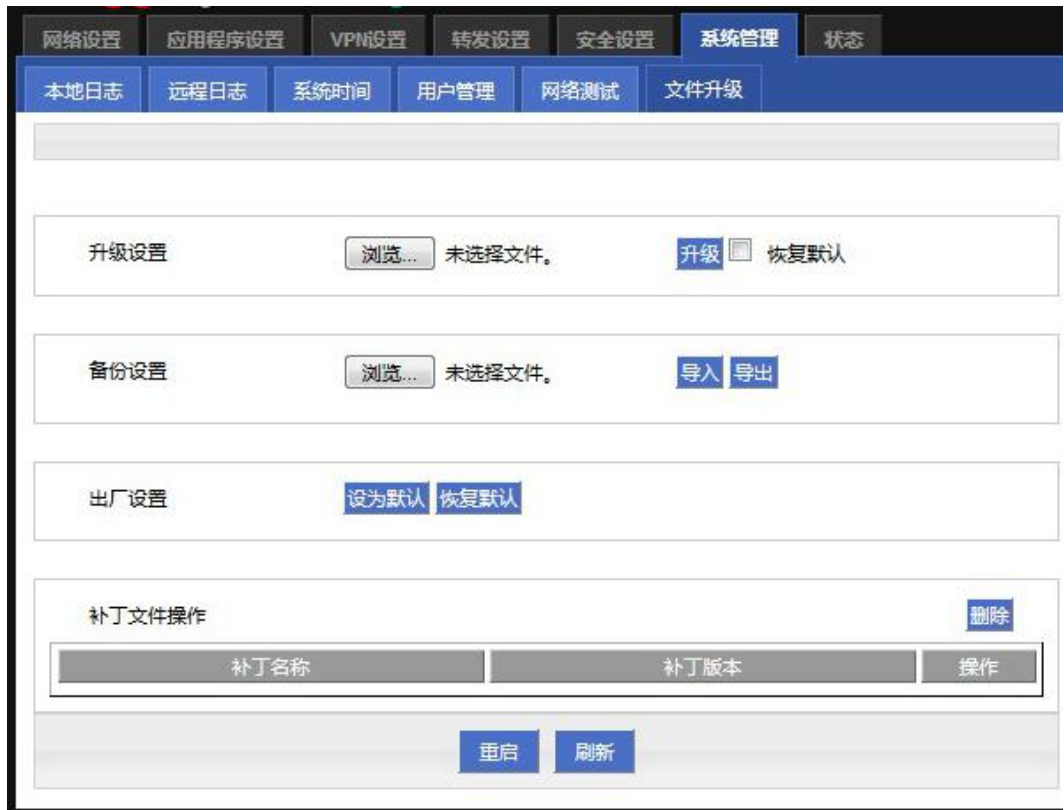 网络设置 应用程序设置 VPN设置 转发设置 安全设置 系统管理 状态
本地日志 远程日志 系统时间 用户管理 网络测试 文件升级
升级设置 浏览... 未选择文件。 升级 恢复默认
备份设置 浏览... 未选择文件。 导入 导出
出厂设置 设为默认 恢复默认
补丁文件操作 删除
补丁名称 补丁版本 操作
重启 刷新